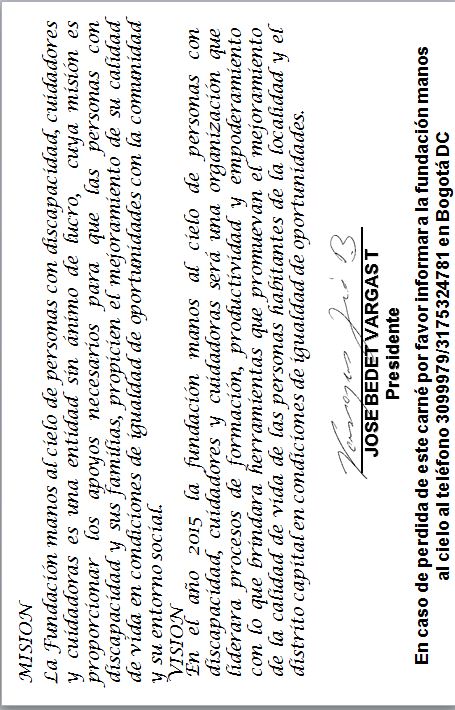 MISION
La Fundación manos al cielo de personas con discapacidad, cuidadores
y cuidadoras es una entidad sin ánimo de lucro, cuya misión es
proporcionar los apoyos necesarios para que las personas con
discapacidad y sus familias, propicien el mejoramiento de su calidad
de vida en condiciones de igualdad de oportunidades con la comunidad
y su entorno social.
VISION
En el año 2015 la fundación manos al cielo de personas con
discapacidad, cuidadores y cuidadoras será una organización que
liderara procesos de formación, productividad y empoderamiento
con lo que brindara herramientas que promuevan el mejoramiento
de la calidad de vida de las personas habitantes de la localidad y el
distrito capital en condiciones de igualdad de oportunidades.
JOSE BEDET VARGAS T
Presidente
En caso de perdida de este carné por favor informar a la fundación manos
al cielo al teléfono 3099979/3175324781 en Bogotá DC